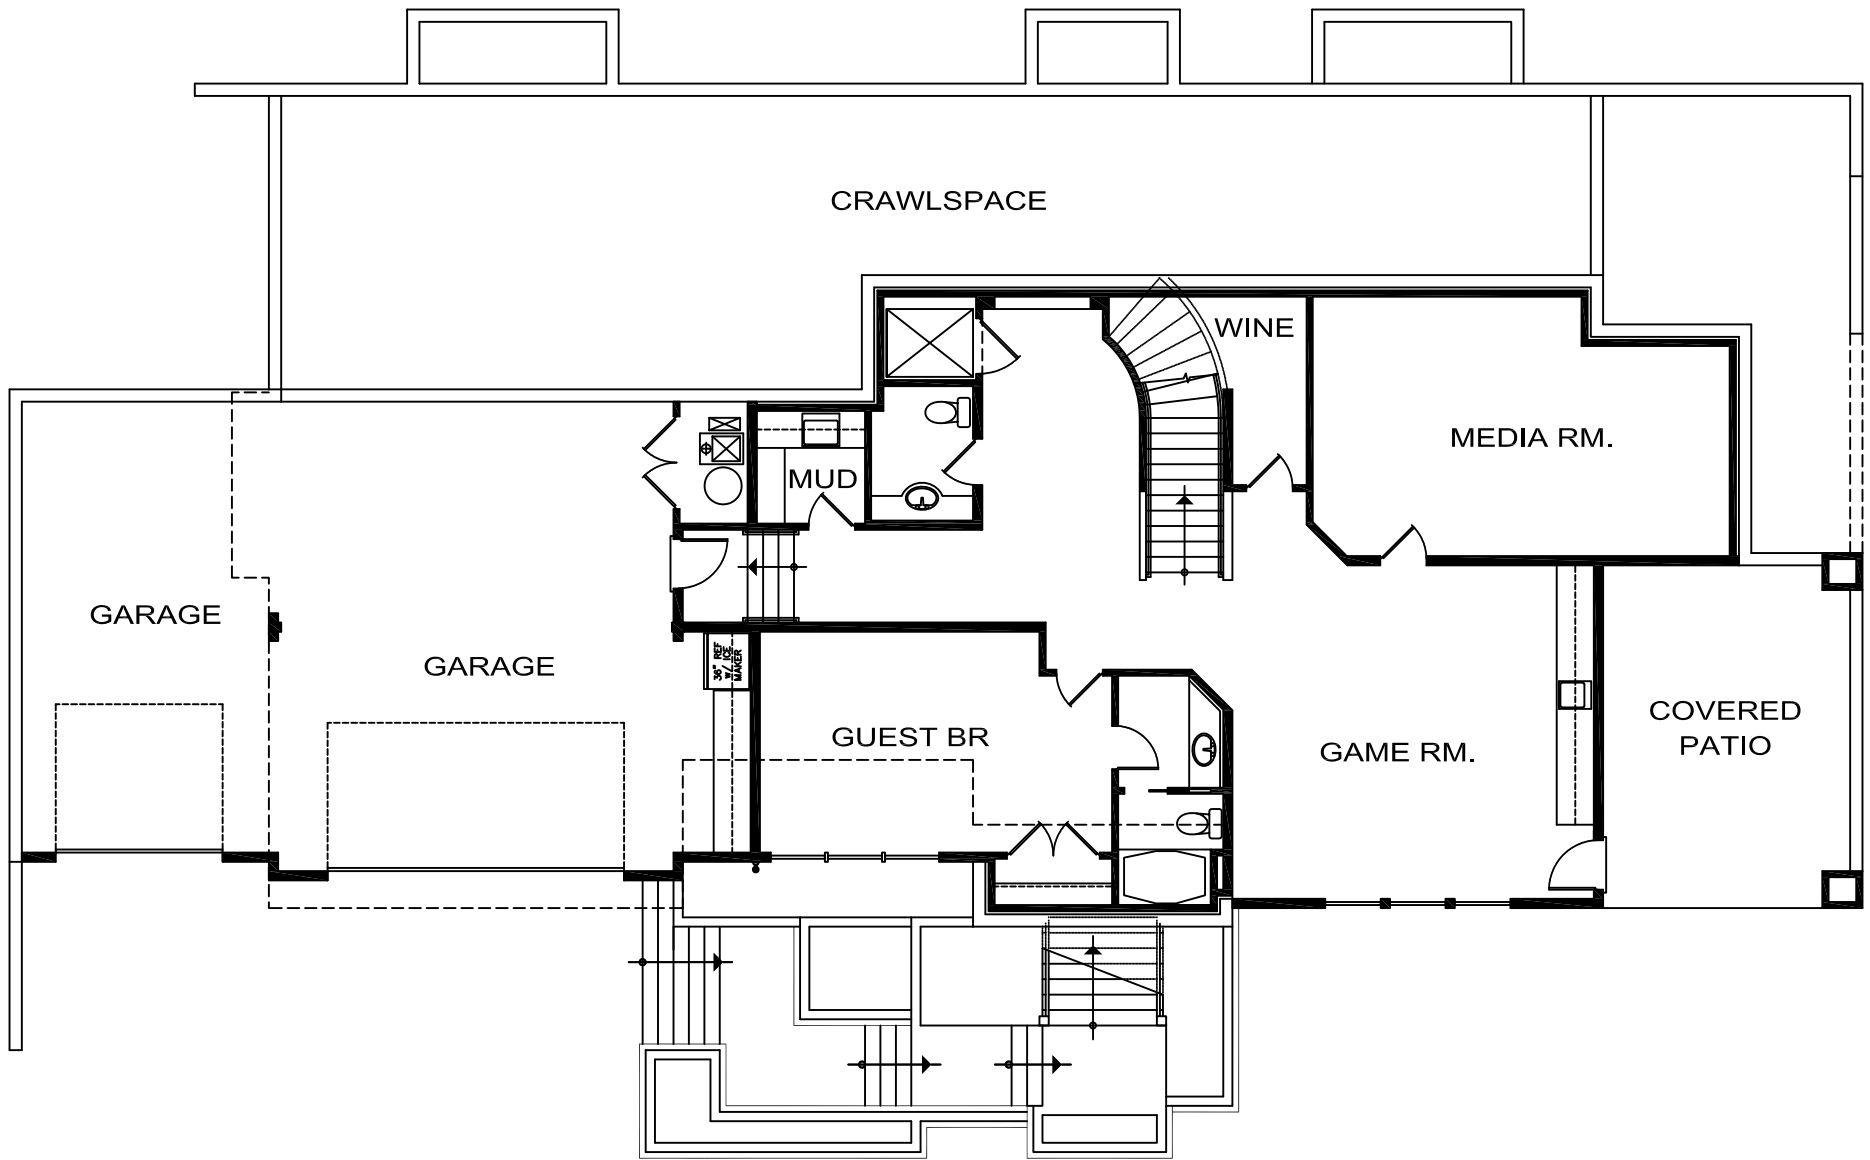 CRAWLSPACE
WINE
MEDIA RM.
MUD
GARAGE
GARAGE
36" REF
w/ ICE
MAKER
GUEST BR
GAME RM.
COVERED
PATIO